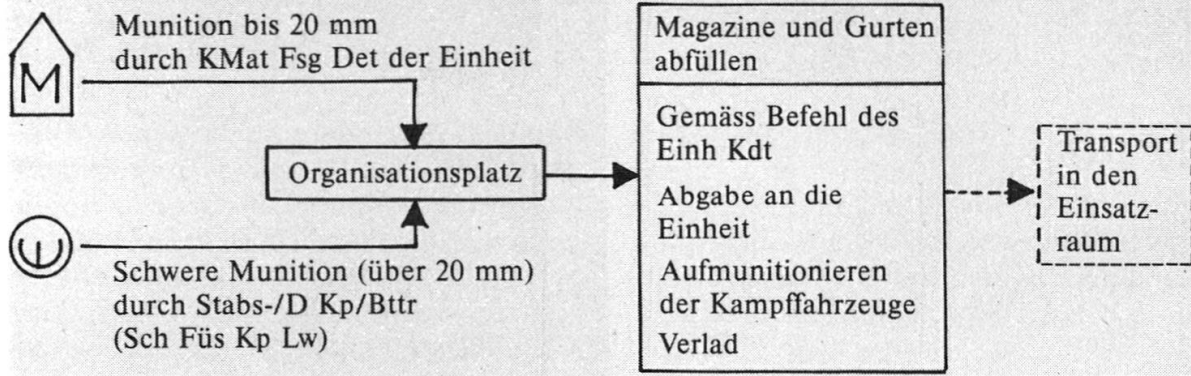 Munition bis 20 mm
durch KMat Fsg Det der Einheit
M
Organisationsplatz
Schwere Munition (über 20 mm)
durch Stabs-/D Kp/Bttr
(Sch Füs Kp Lw)
Magazine und Gurten
abfüllen
Gemäss Befehl des
Einh Kdt
Abgabe an die
Einheit
Aufmunitionieren
der Kampffahrzeuge
Verlad
Transport
in den
Einsatz-
raum